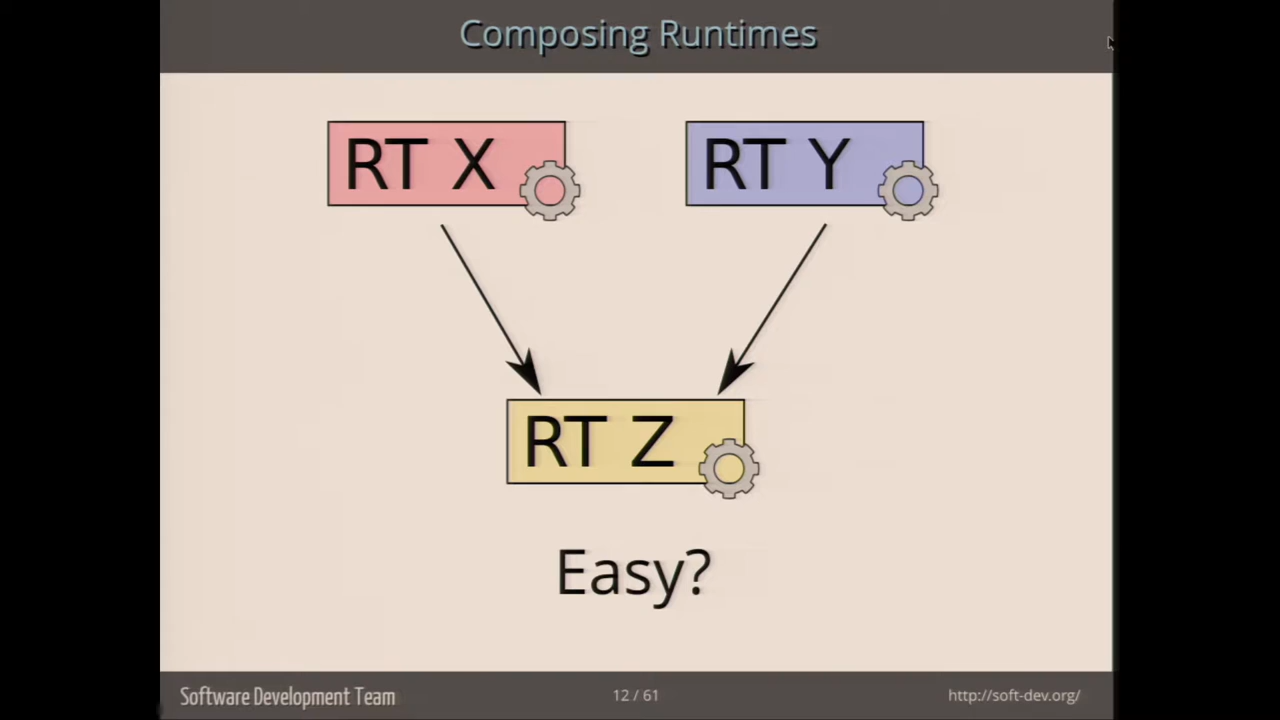 Composing Runtimes
RT X
RT Y
RT Z
Easy?
Software Development Team
12 / 61
http://soft-dev.org/